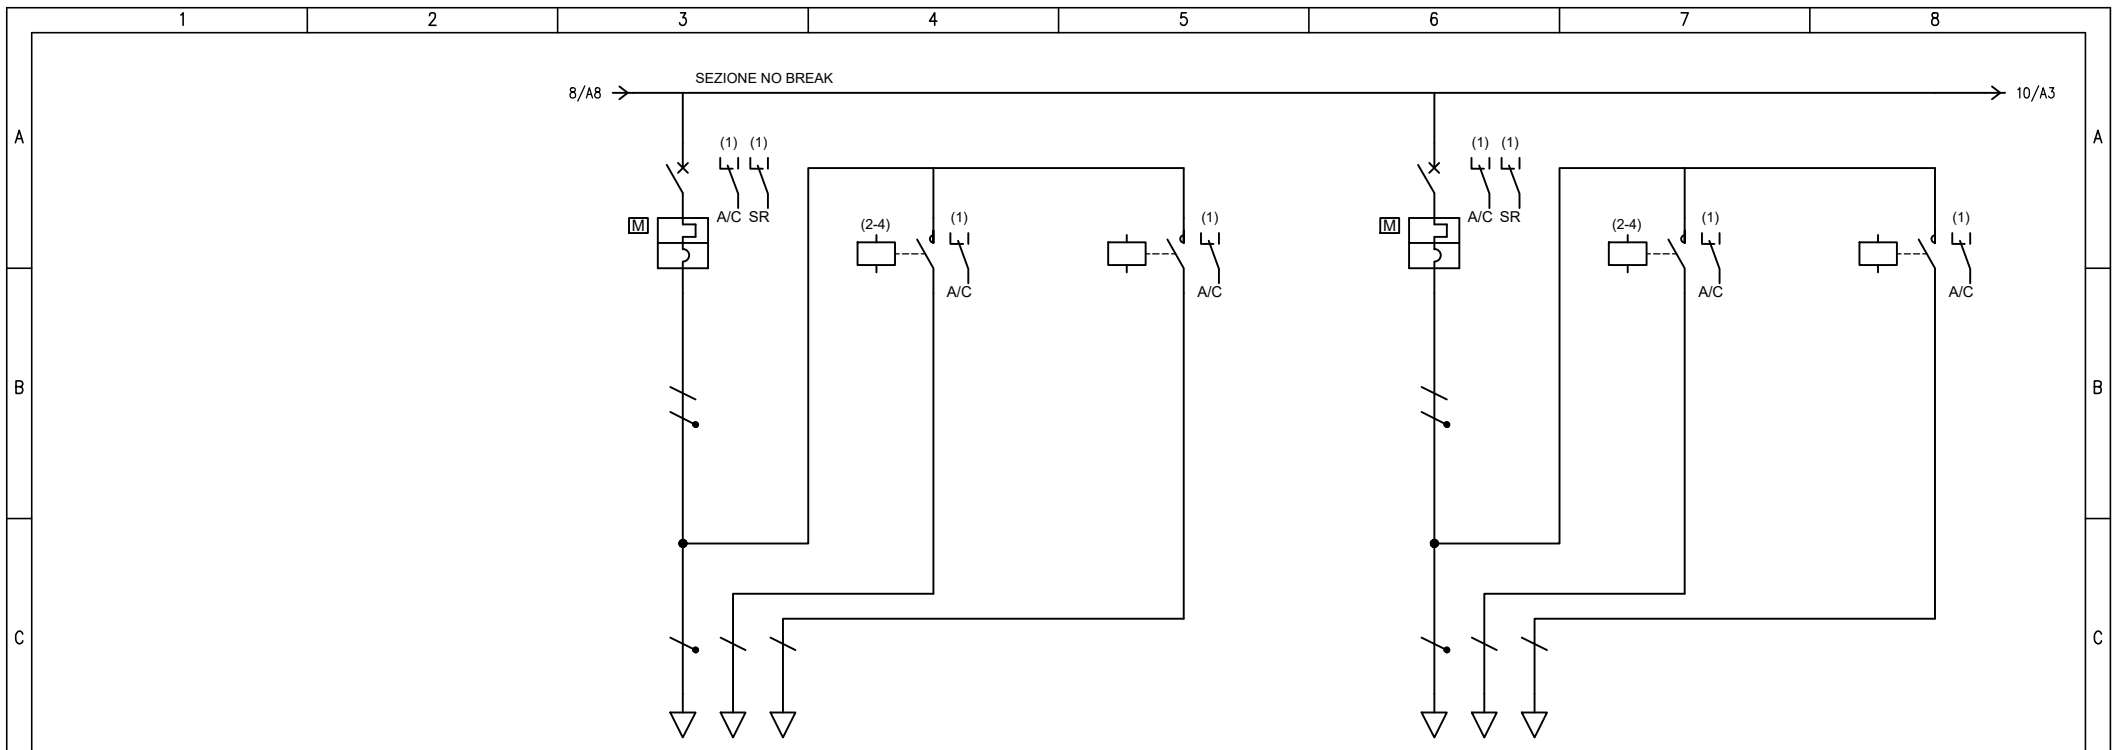 1 2 3 4 5 6 7 8
SEZIONE NO BREAK
8/A8 10/A3
A A
(1) (1) (1) (1)
A/C SR A/C SR
M (2-4) (1) (1) M (2-4) (1) (1)
A/C A/C A/C A/C
B B
C C